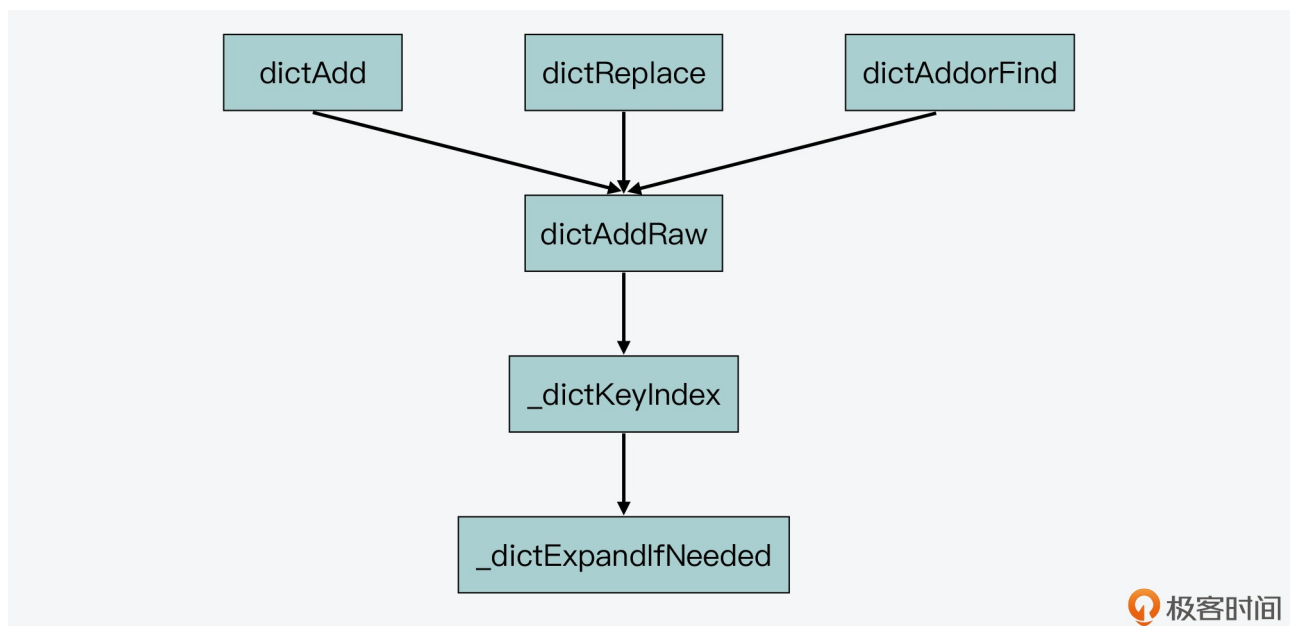 dictAdd
dictReplace
dictAddorFind
dictAddRaw
_dictKeyIndex
_dictExpandIfNeeded
极客时间